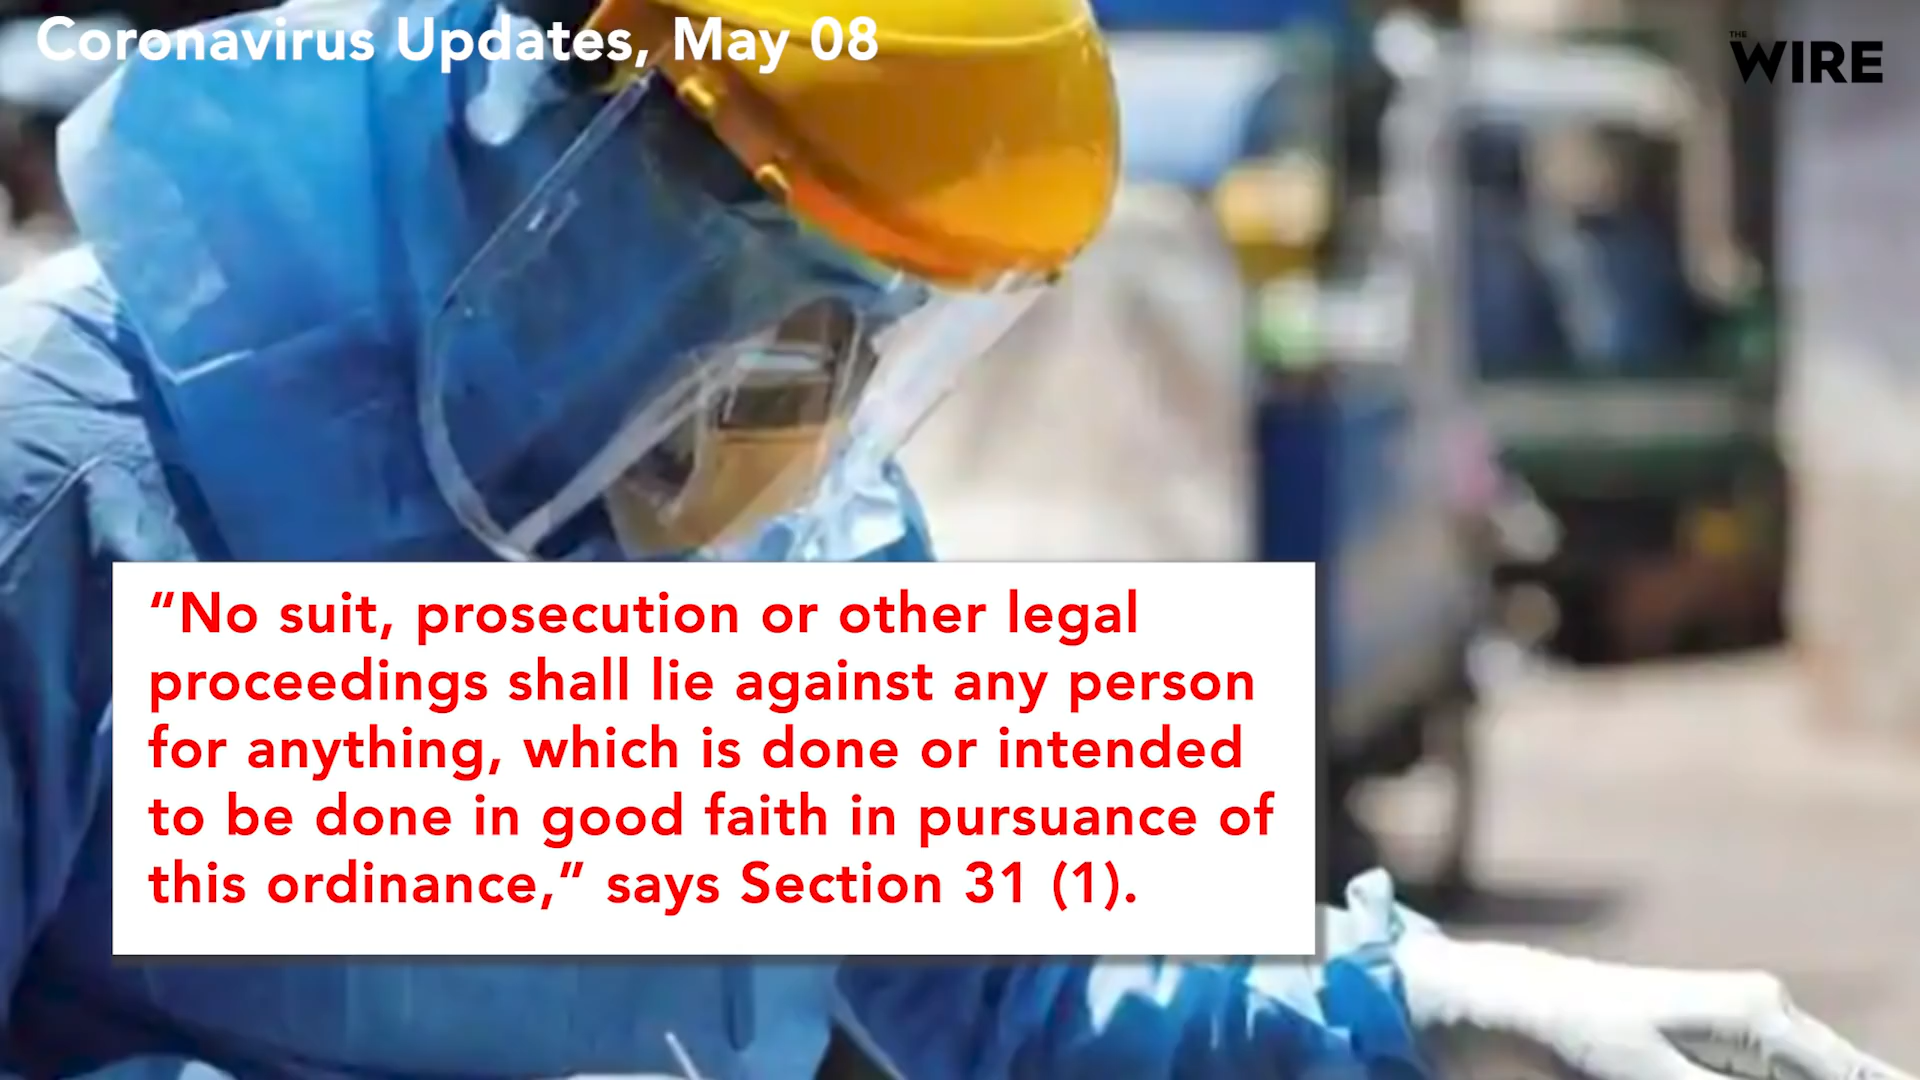 Coronavirus Updates, May 08
THE
WIRE
“No suit, prosecution or other legal
proceedings shall lie against any person
for anything, which is done or intended
to be done in good faith in pursuance of
this ordinance,” says Section 31 (1).